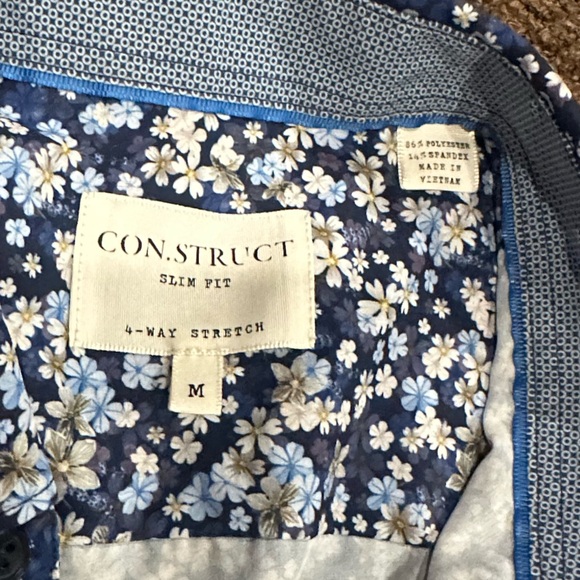 CON.STRUCT
SLIM FIT
4-WAY STRETCH
M
86% POLYESTER
14% SPANDEX
MADE IN
VIETNAM